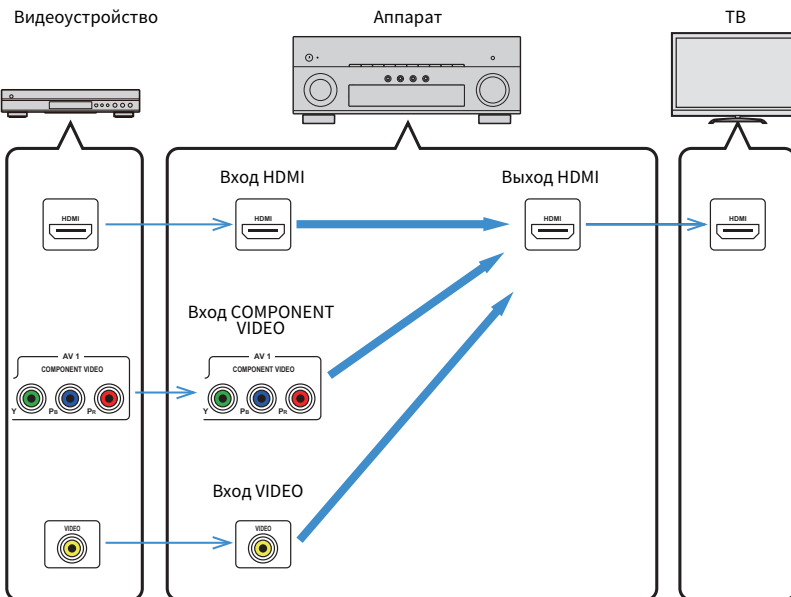 Видеоустройство
Аппарат
ТВ
Вход HDMI
Выход HDMI
HDMI
HDMI
HDMI
HDMI
Вход COMPONENT
VIDEO
AV 1
COMPONENT VIDEO
Y PB PR
AV 1
COMPONENT VIDEO
Y PB PR
Вход VIDEO
VIDEO
VIDEO